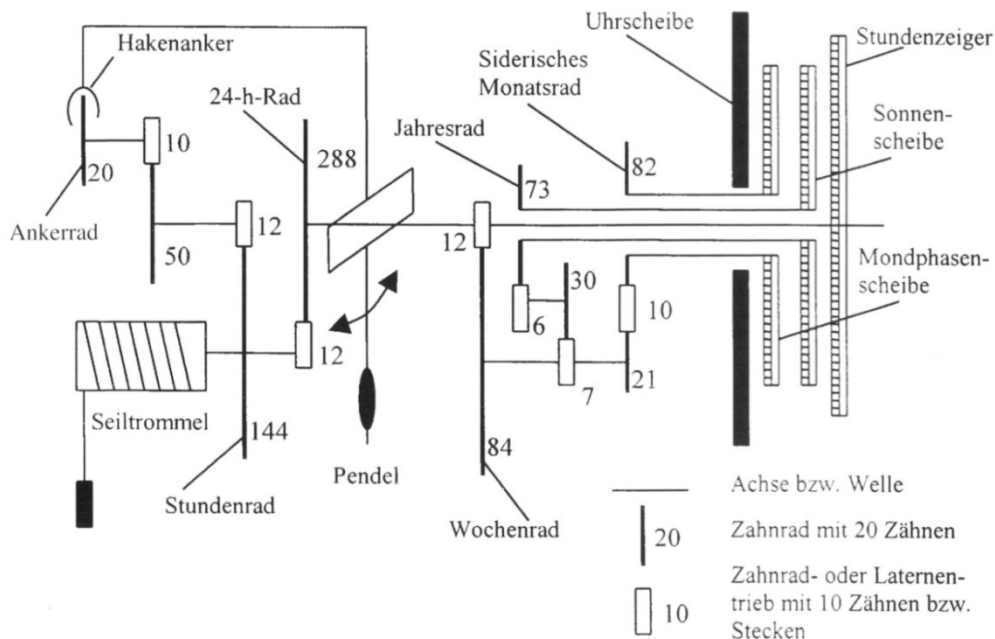 Hakenanker
24-h-Rad
288
10
20
Ankerrad
50
12
12
Seiltrommel
144
Stundenrad
Pendel
Jahresrad
73
Siderisches
Monatsrad
82
Uhrscheibe
Stundenzeiger
Sonnen-
scheibe
12
30
6
10
7
21
84
Wochenrad
Mondphasen-
scheibe
Achse bzw. Welle
20
Zahnrad mit 20 Zähnen
10
Zahnrad- oder Laternen-
trieb mit 10 Zähnen bzw.
Stecken